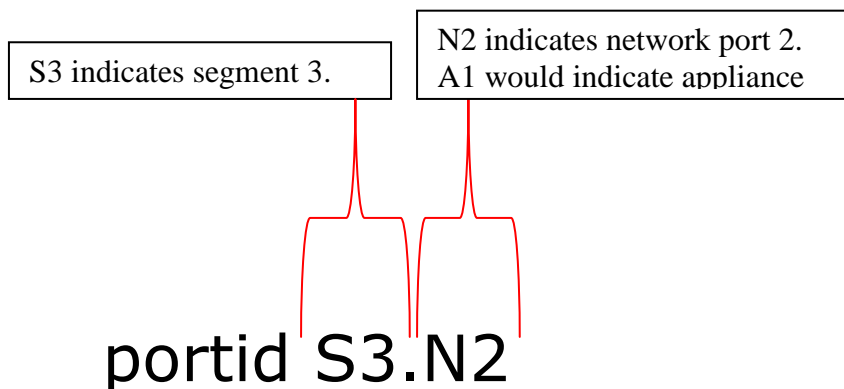 S3 indicates segment 3.
N2 indicates network port 2.
A1 would indicate appliance
portid S3.N2